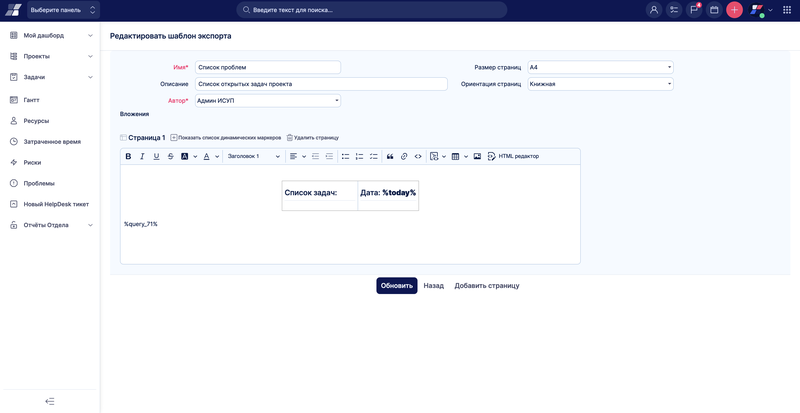 Выберите панель
Введите текст для поиска...
4
Мой дашборд
Проекты
Задачи
Гантт
Ресурсы
Затраченное время
Риски
Проблемы
Новый HelpDesk тикет
Отчёты Отдела
Редактировать шаблон экспорта
Имя* Список проблем
Размер страниц A4
Описание Список открытых задач проекта
Ориентация страниц Книжная
Автор* Админ ИСУП
Вложения
Страница 1 Показать список динамических маркеров Удалить страницу
B I U S A A Заголовок 1 HTML редактор
Список задач: Дата: %today%
%query_71%
Обновить Назад Добавить страницу